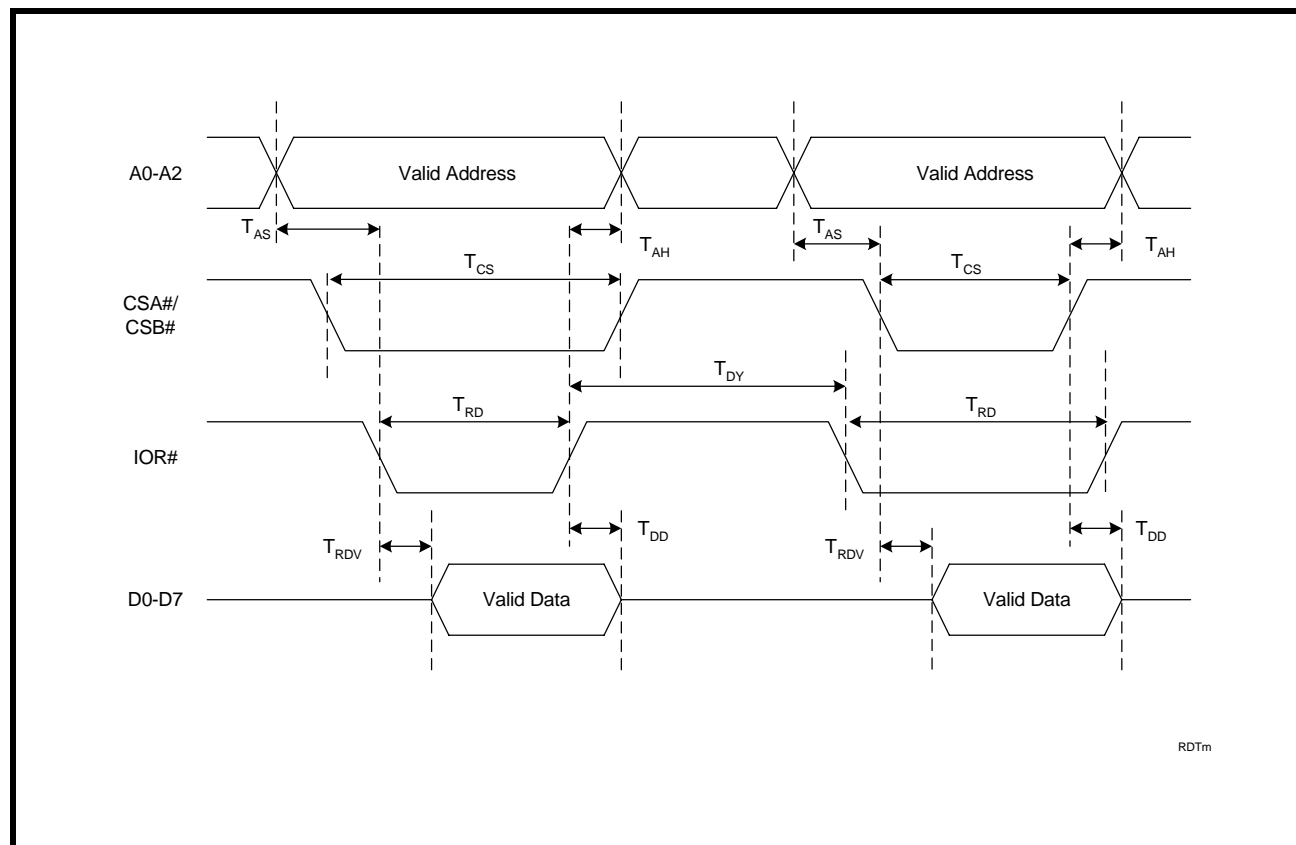 A0-A2
Valid Address
Valid Address
TAS
TAH
TAS
TAH
TCS
TCS
CSA#/
CSB#
TDY
TRD
TRD
IOR#
TRDV
TDD
TRDV
TDD
D0-D7
Valid Data
Valid Data
RDTm